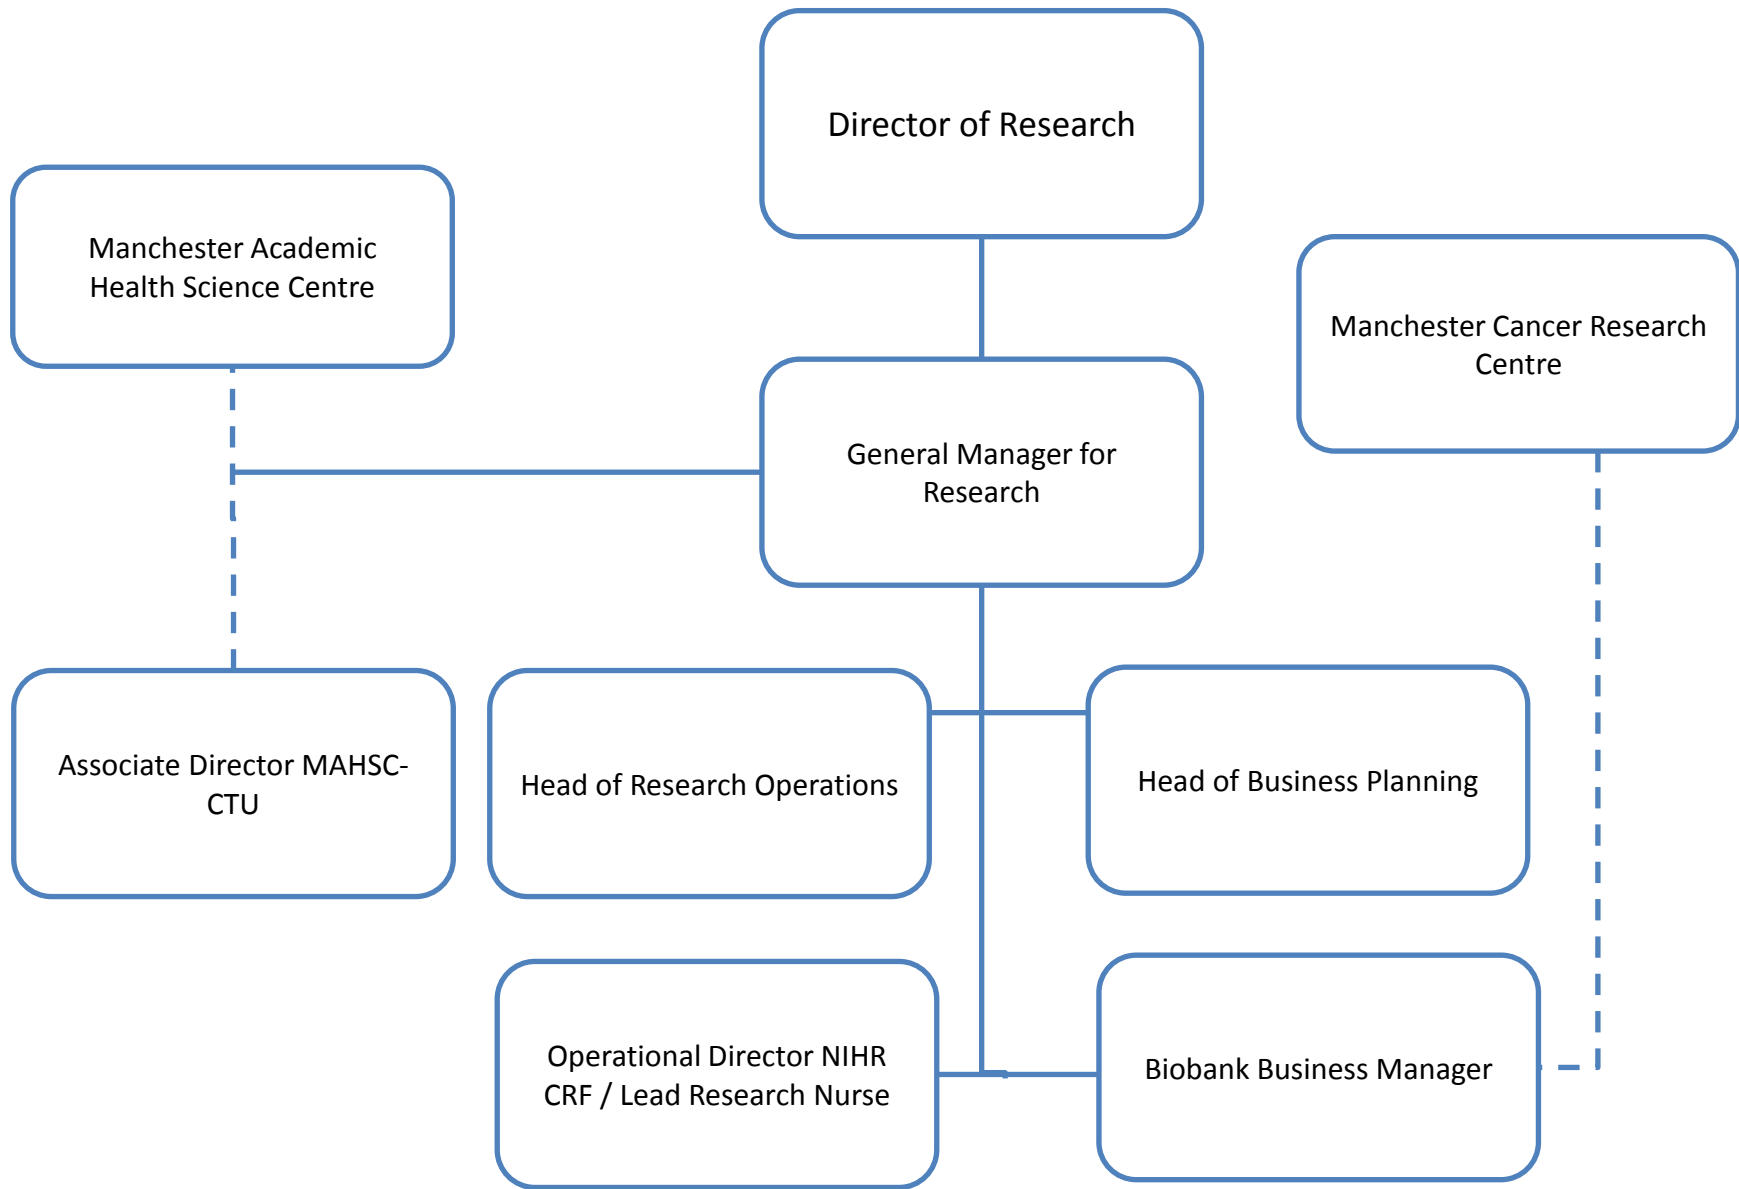 Director of Research
Manchester Academic
Health Science Centre
Manchester Cancer Research
Centre
General Manager for
Research
Associate Director MAHSC-
CTU
Head of Research Operations
Head of Business Planning
Operational Director NIHR
CRF / Lead Research Nurse
Biobank Business Manager